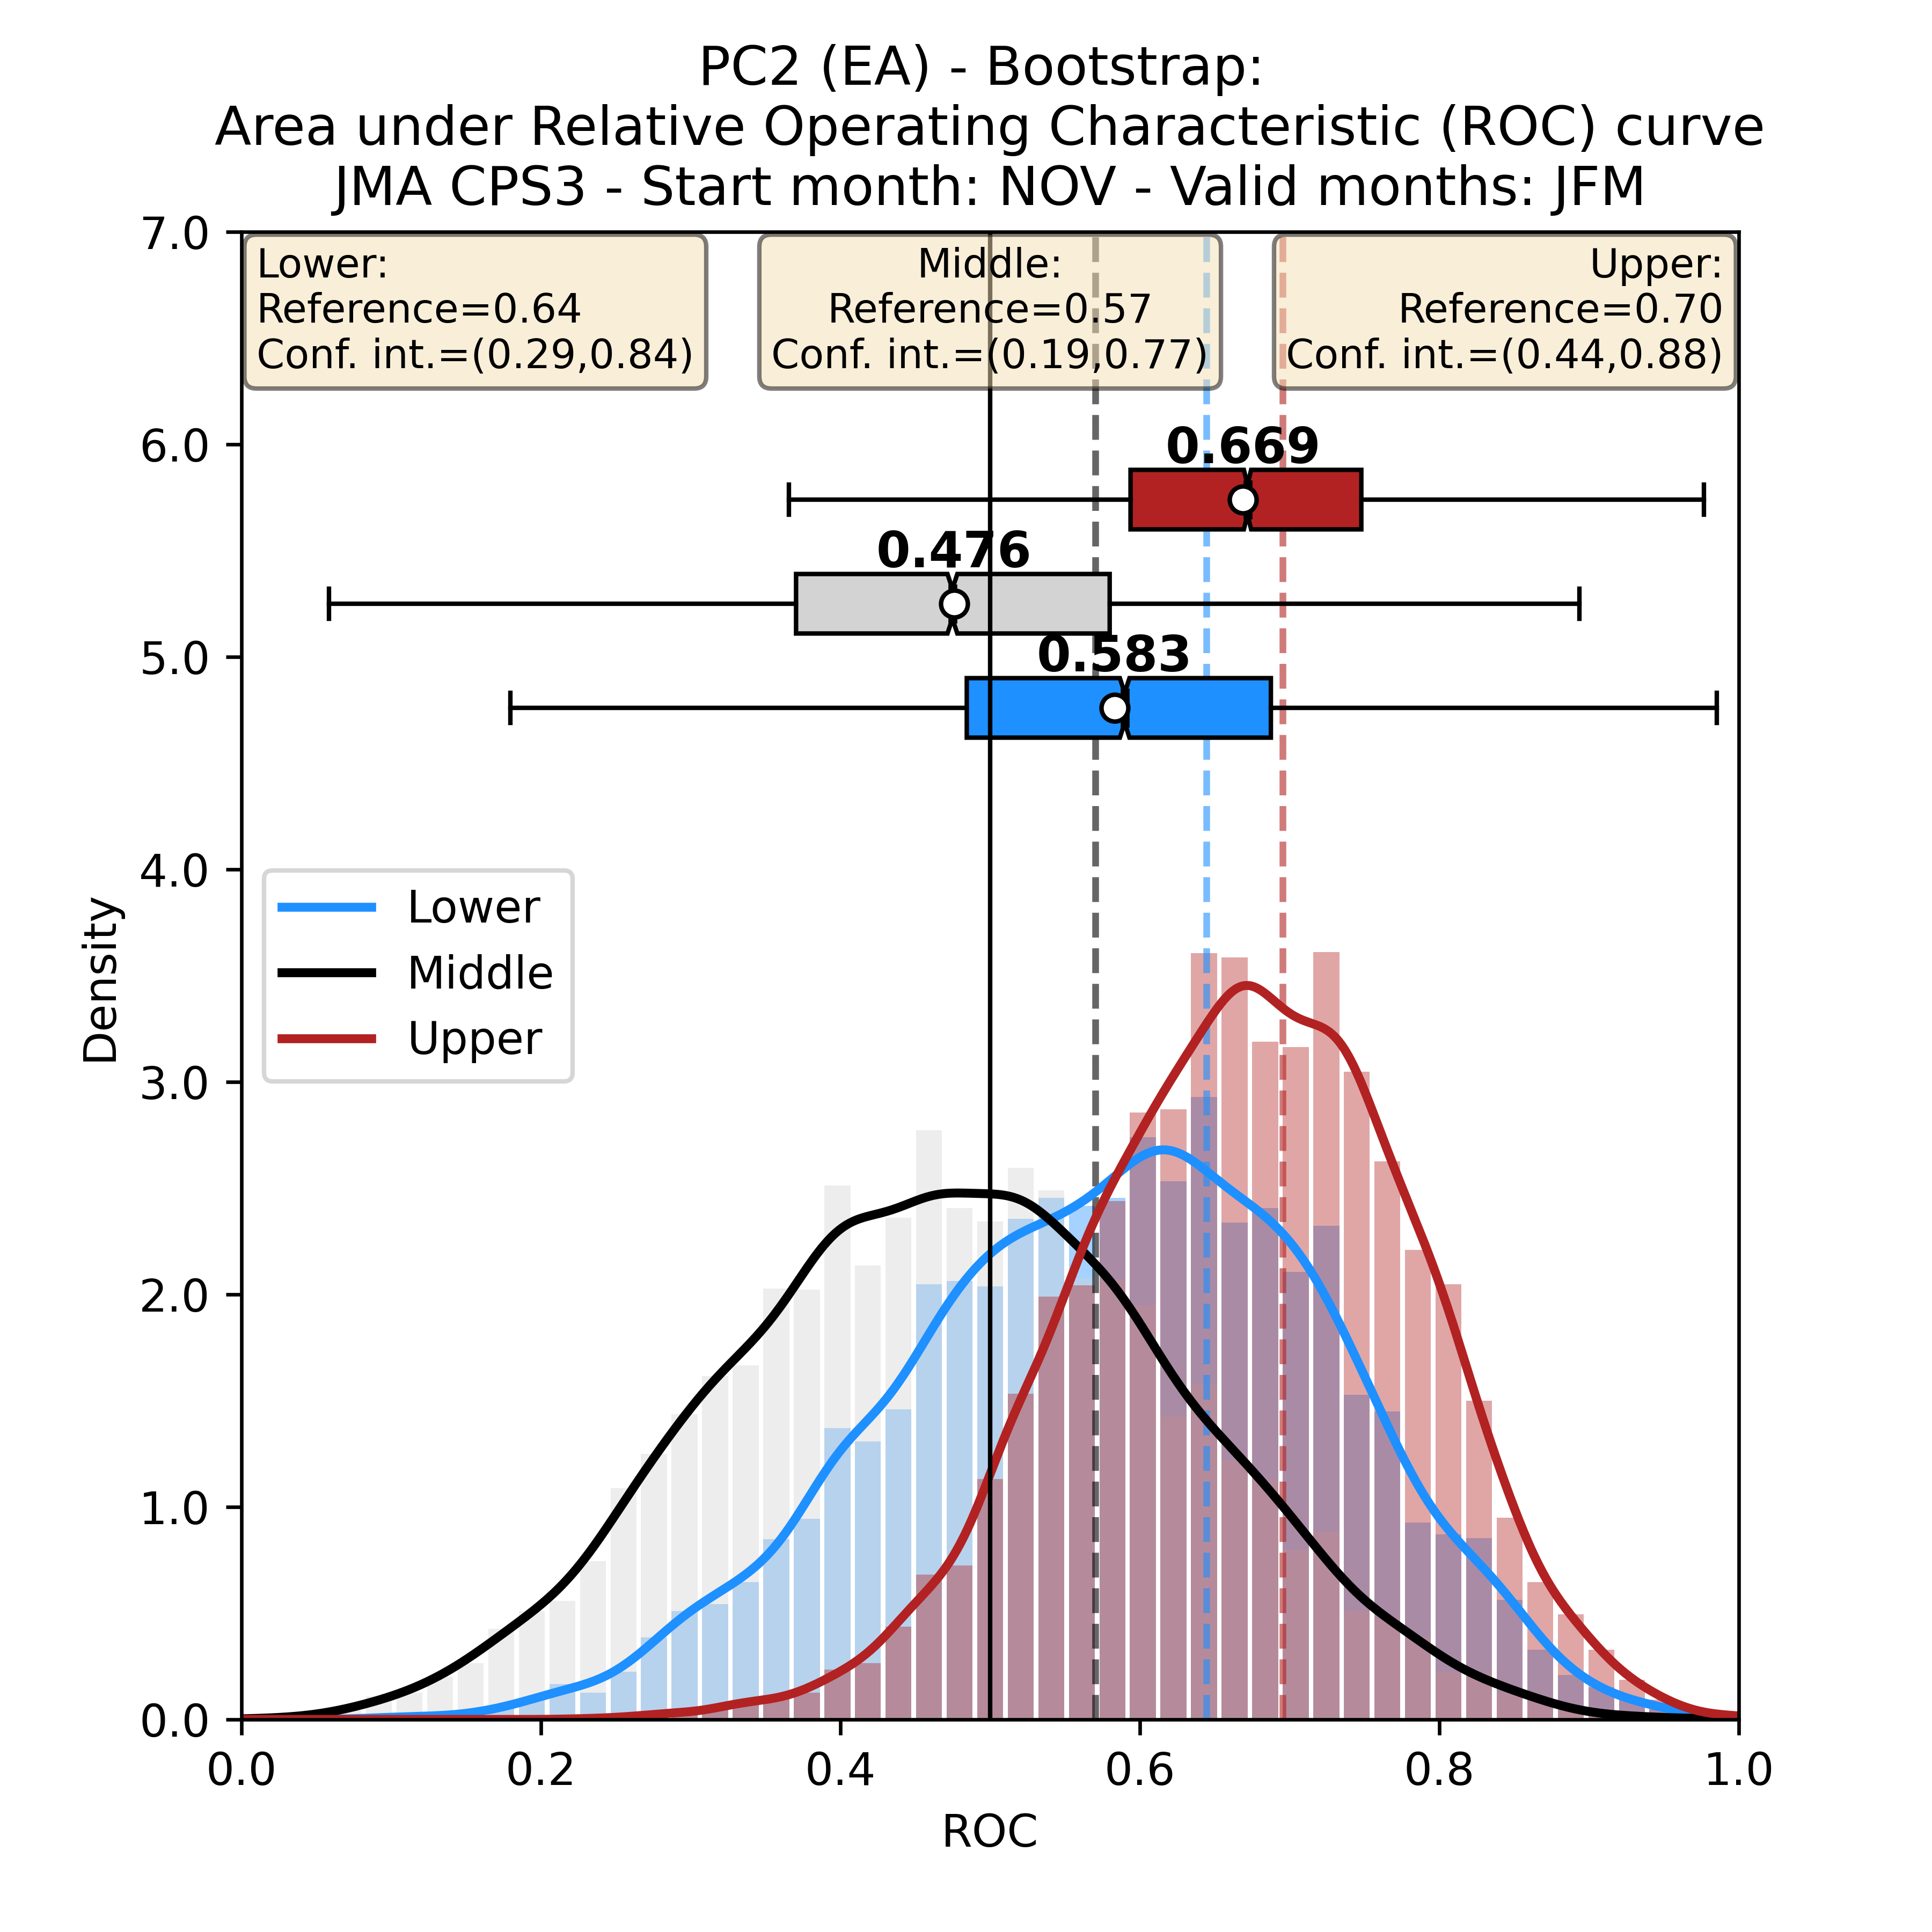 PC2 (EA) - Bootstrap:
Area under Relative Operating Characteristic (ROC) curve
JMA CPS3 - Start month: NOV - Valid months: JFM
7.0
Lower:
Reference=0.64
Conf. int.=(0.29,0.84)
Middle:
Reference=0.57
Conf. int.=(0.19,0.77)
Upper:
Reference=0.70
Conf. int.=(0.44,0.88)
6.0
0.669
0.476
5.0
0.583
4.0
Lower
Middle
Upper
Density
3.0
2.0
1.0
0.0
0.0
0.2
0.4
0.6
0.8
1.0
ROC